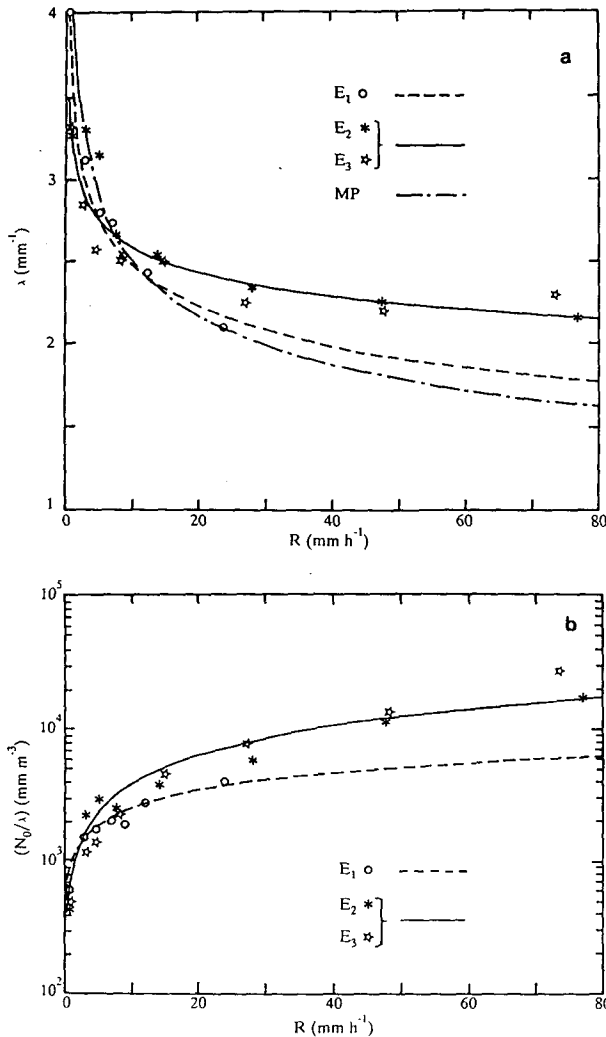 a
4
3
2
1
λ (mm⁻¹)
E₁ o
E₂ *
E₃ ☆
MP
0 20 40 60 80
R (mm h⁻¹)
b
10⁵
10⁴
10³
10²
(N₀/λ) (mm m⁻³)
E₁ o
E₂ *
E₃ ☆
0 20 40 60 80
R (mm h⁻¹)